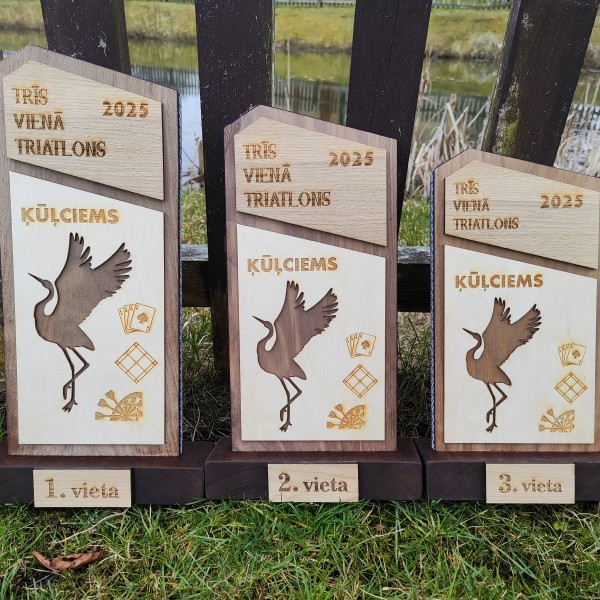 TRĪS
VIENĀ
TRIATLONS
2025
ĶŪĻCIEMS
1. vieta
TRĪS
VIENĀ
TRIATLONS
2025
ĶŪĻCIEMS
2. vieta
TRĪS
VIENĀ
TRIATLONS
2025
ĶŪĻCIEMS
3. vieta